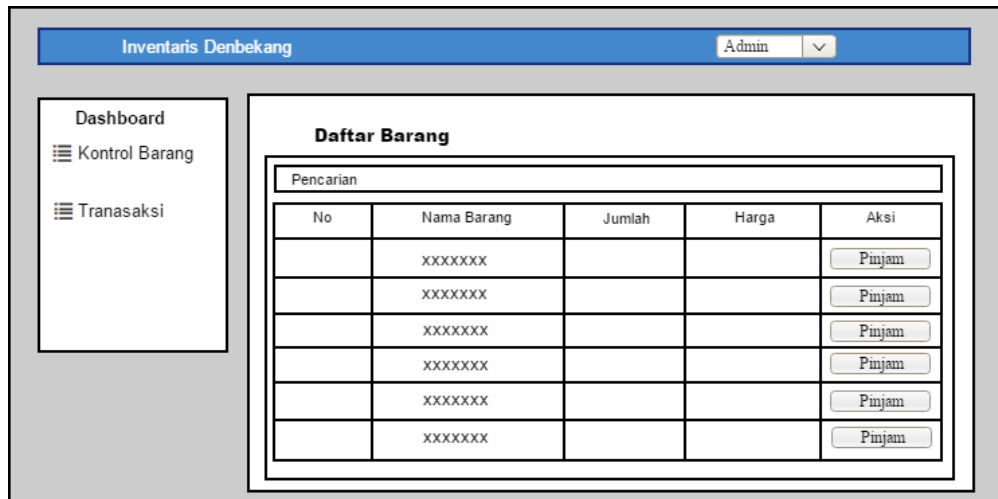 Inventaris Denbekang Admin
Dashboard
Kontrol Barang
Tranasaksi
Daftar Barang
Pencarian
No Nama Barang Jumlah Harga Aksi
xxxxxxx Pinjam
xxxxxxx Pinjam
xxxxxxx Pinjam
xxxxxxx Pinjam
xxxxxxx Pinjam
xxxxxxx Pinjam